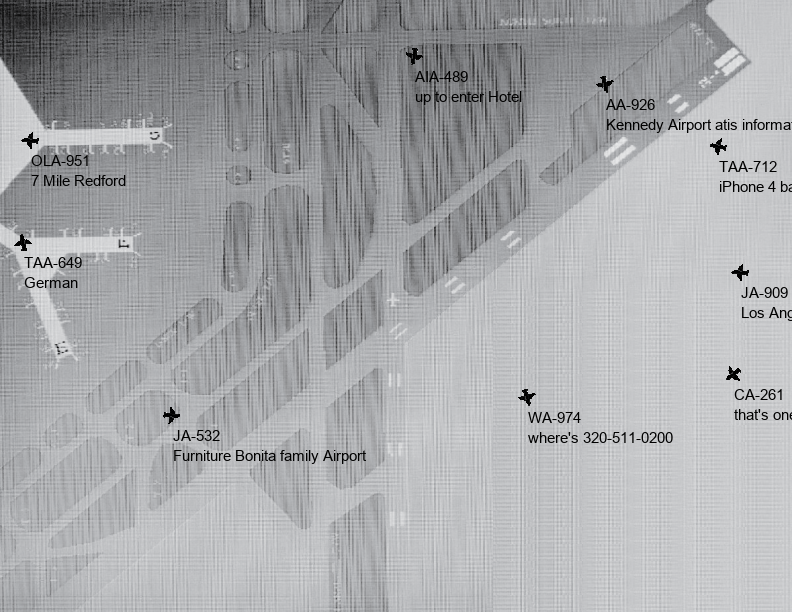 AIA-489
up to enter Hotel
AA-926
Kennedy Airport atis informa
OLA-951
7 Mile Redford
TAA-712
iPhone 4 ba
TAA-649
German
JA-909
Los Ang
CA-261
that's one
WA-974
where's 320-511-0200
JA-532
Furniture Bonita family Airport